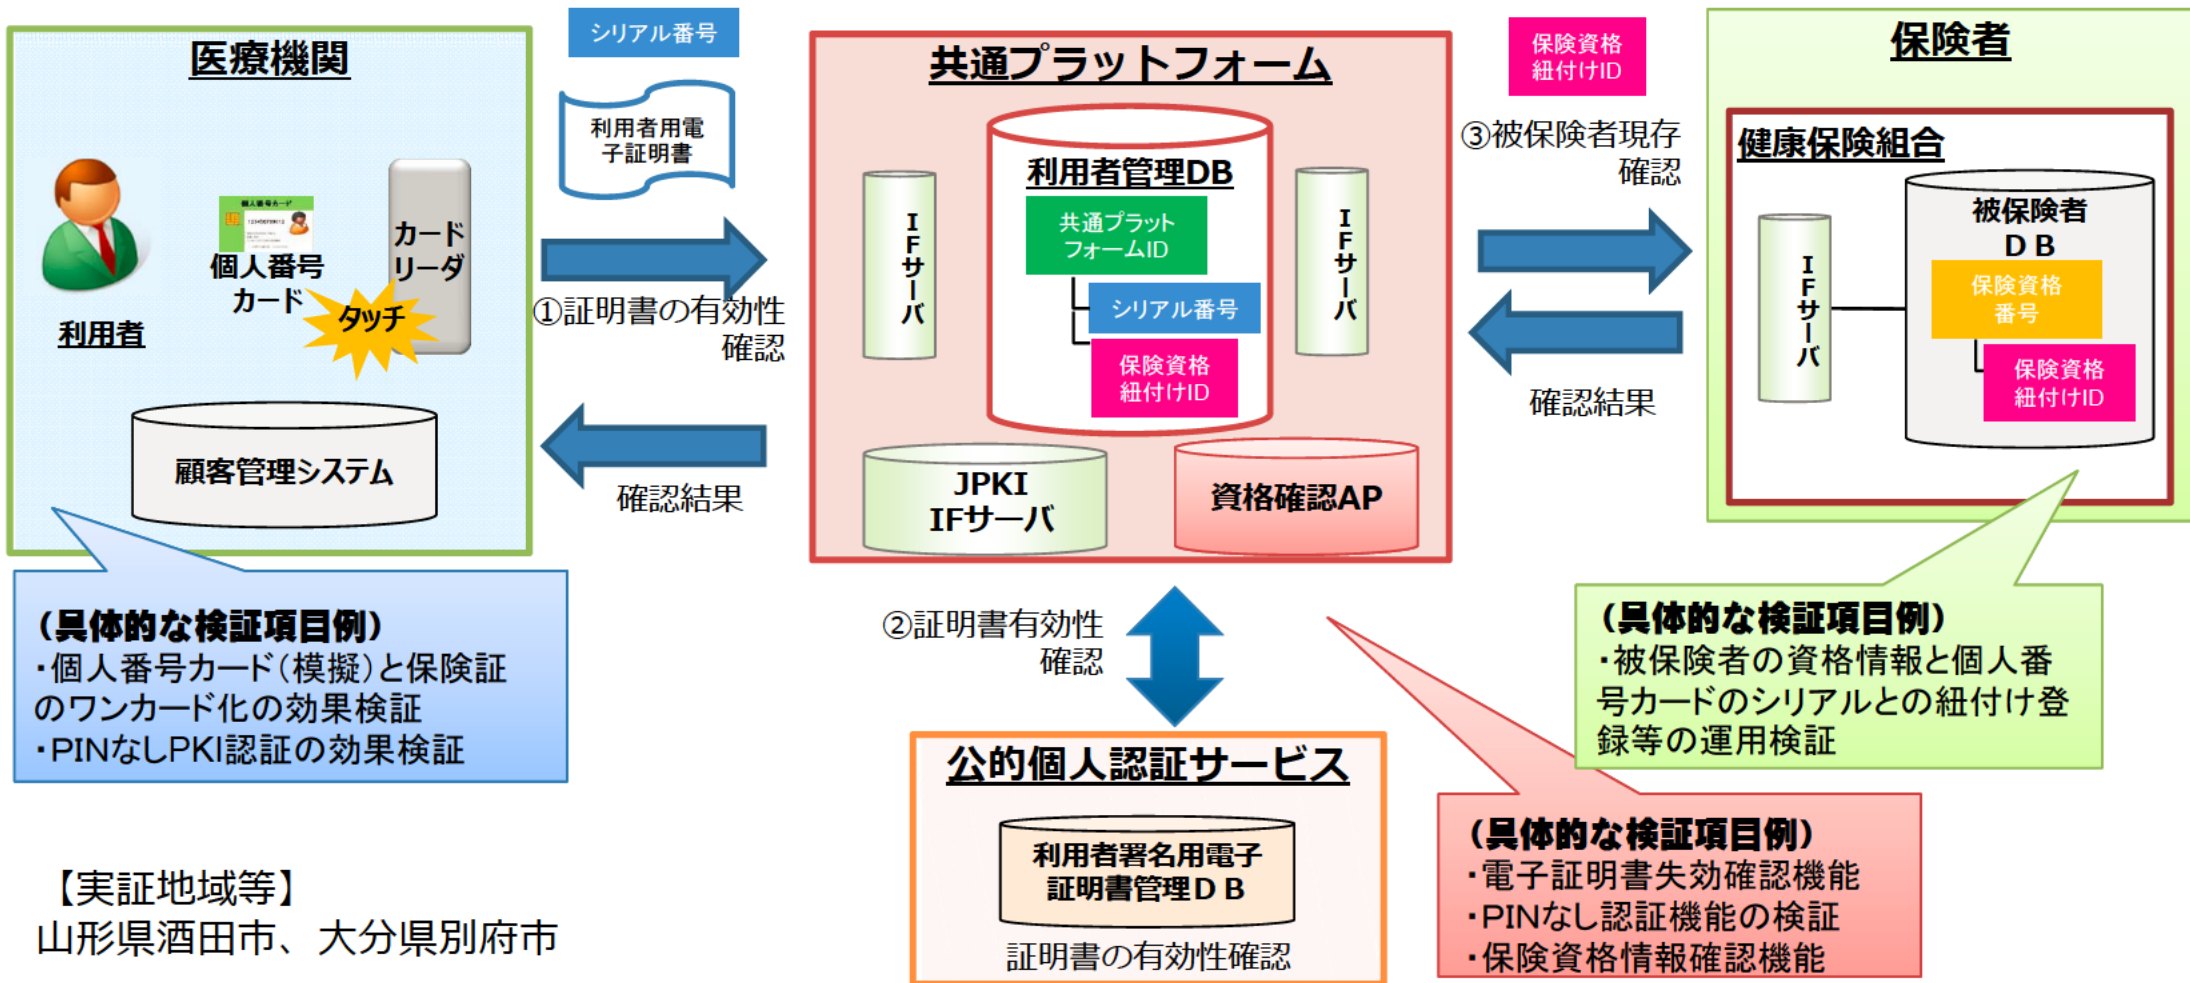 医療機関
利用者
個人番号カード
個人番号
カード
カード
リーダ
タッチ
顧客管理システム
シリアル番号
利用者用電
子証明書
①証明書の有効性
確認
確認結果
共通プラットフォーム
IFサーバ
利用者管理DB
共通プラット
フォームID
シリアル番号
保険資格
紐付けID
IFサーバ
JPKI
IFサーバ
資格確認AP
保険資格
紐付けID
③被保険者現存
確認
確認結果
保険者
健康保険組合
IFサーバ
被保険者
DB
保険資格
番号
保険資格
紐付けID
(具体的な検証項目例)
・個人番号カード(模擬)と保険証
のワンカード化の効果検証
・PINなしPKI認証の効果検証
②証明書有効性
確認
公的個人認証サービス
利用者署名用電子
証明書管理DB
証明書の有効性確認
(具体的な検証項目例)
・被保険者の資格情報と個人番
号カードのシリアルとの紐付け登
録等の運用検証
(具体的な検証項目例)
・電子証明書失効確認機能
・PINなし認証機能の検証
・保険資格情報確認機能
【実証地域等】
山形県酒田市、大分県別府市